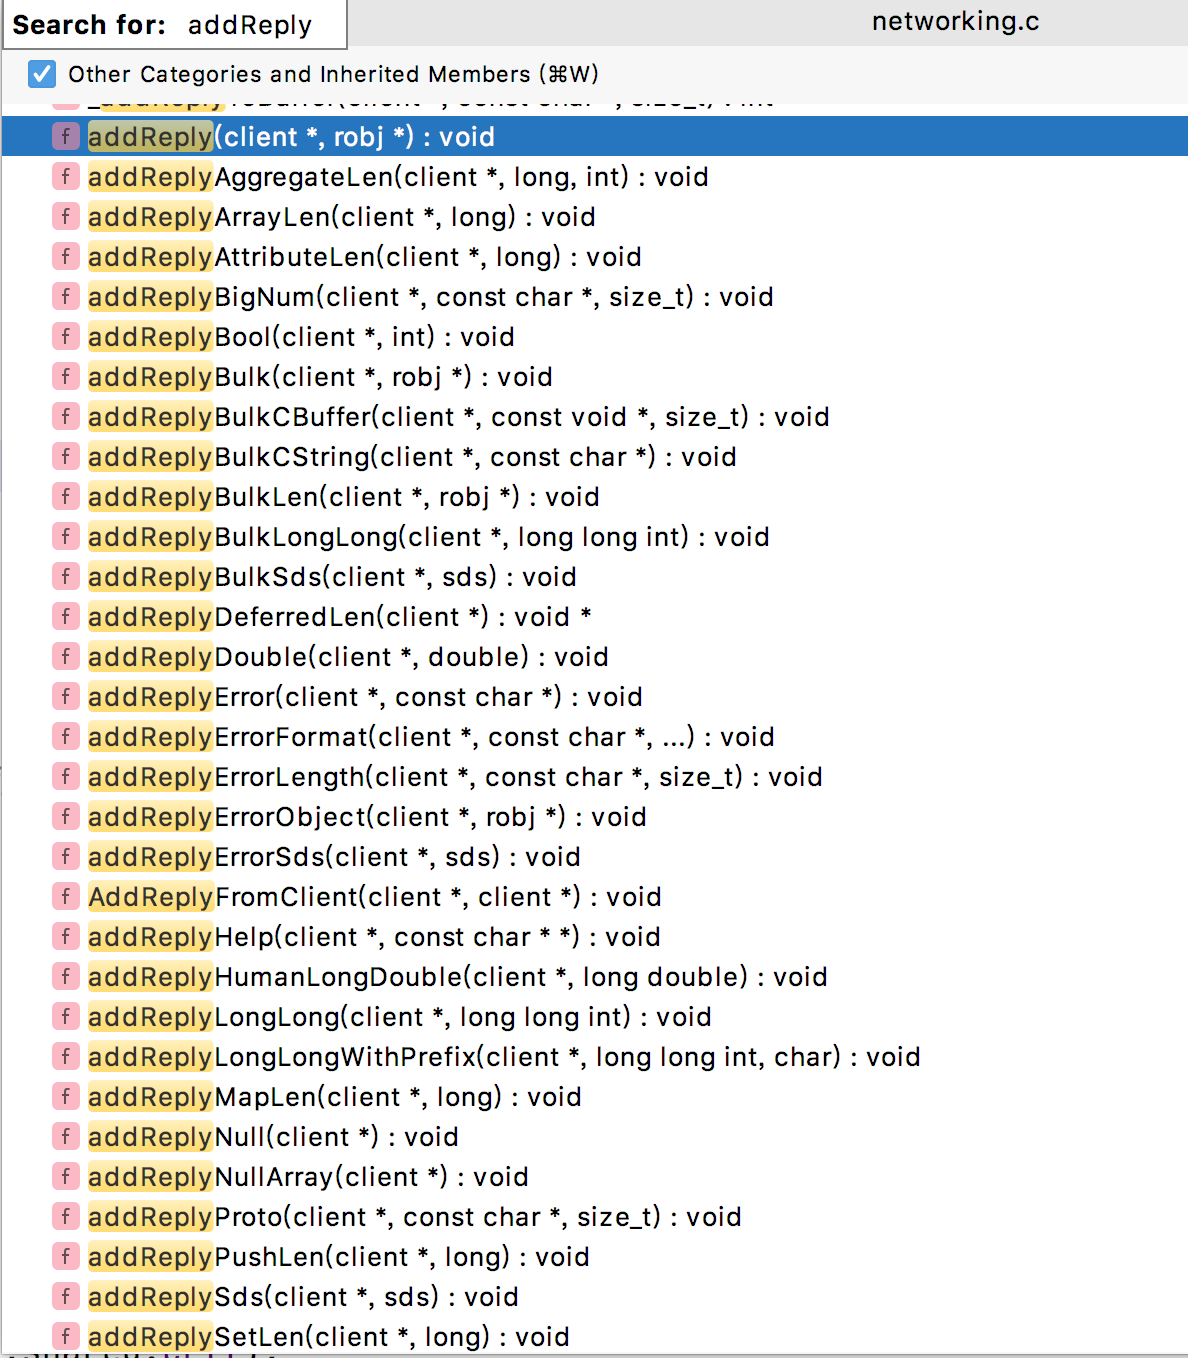 Search for: addReply
networking.c
Other Categories and Inherited Members (⌘W)
_addReplyToBuffer(client *, const char *, size_t) : int
f addReply(client *, robj *) : void
f addReplyAggregateLen(client *, long, int) : void
f addReplyArrayLen(client *, long) : void
f addReplyAttributeLen(client *, long) : void
f addReplyBigNum(client *, const char *, size_t) : void
f addReplyBool(client *, int) : void
f addReplyBulk(client *, robj *) : void
f addReplyBulkCBuffer(client *, const void *, size_t) : void
f addReplyBulkCString(client *, const char *) : void
f addReplyBulkLen(client *, robj *) : void
f addReplyBulkLongLong(client *, long long int) : void
f addReplyBulkSds(client *, sds) : void
f addReplyDeferredLen(client *) : void *
f addReplyDouble(client *, double) : void
f addReplyError(client *, const char *) : void
f addReplyErrorFormat(client *, const char *, ...) : void
f addReplyErrorLength(client *, const char *, size_t) : void
f addReplyErrorObject(client *, robj *) : void
f addReplyErrorSds(client *, sds) : void
f AddReplyFromClient(client *, client *) : void
f addReplyHelp(client *, const char * *) : void
f addReplyHumanLongDouble(client *, long double) : void
f addReplyLongLong(client *, long long int) : void
f addReplyLongLongWithPrefix(client *, long long int, char) : void
f addReplyMapLen(client *, long) : void
f addReplyNull(client *) : void
f addReplyNullArray(client *) : void
f addReplyProto(client *, const char *, size_t) : void
f addReplyPushLen(client *, long) : void
f addReplySds(client *, sds) : void
f addReplySetLen(client *, long) : void